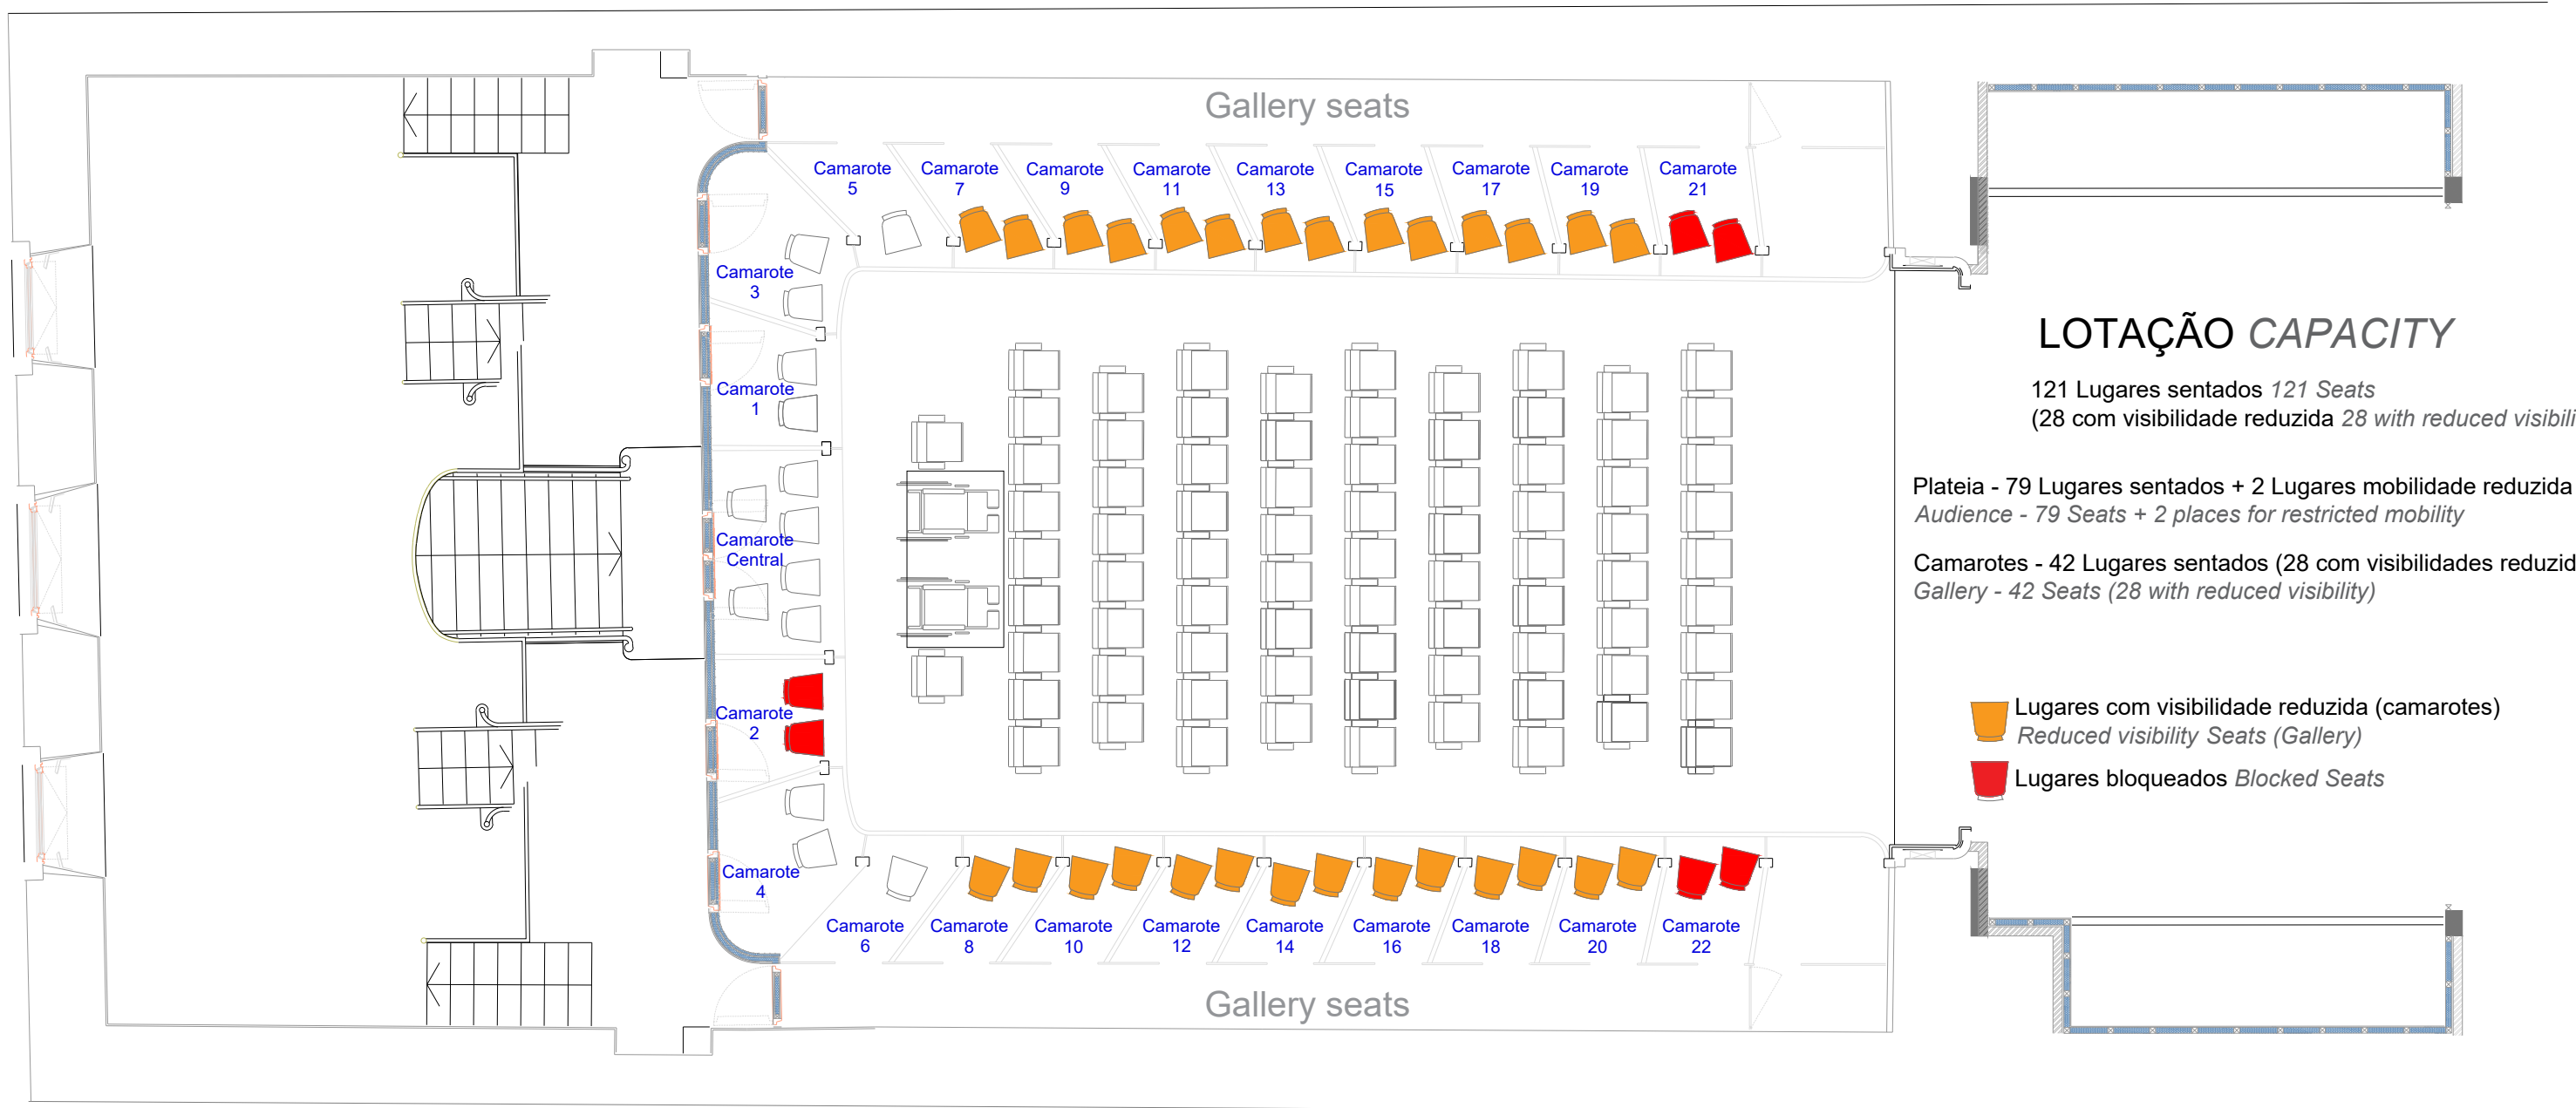 Gallery seats
Camarote
5
Camarote
7
Camarote
9
Camarote
11
Camarote
13
Camarote
15
Camarote
17
Camarote
19
Camarote
21
Camarote
3
Camarote
1
Camarote
Central
Camarote
2
Camarote
4
Camarote
6
Camarote
8
Camarote
10
Camarote
12
Camarote
14
Camarote
16
Camarote
18
Camarote
20
Camarote
22
Gallery seats
LOTAÇÃO CAPACITY
121 Lugares sentados 121 Seats
(28 com visibilidade reduzida 28 with reduced visibili
Plateia - 79 Lugares sentados + 2 Lugares mobilidade reduzida
Audience - 79 Seats + 2 places for restricted mobility
Camarotes - 42 Lugares sentados (28 com visibilidades reduzid
Gallery - 42 Seats (28 with reduced visibility)
Lugares com visibilidade reduzida (camarotes)
Reduced visibility Seats (Gallery)
Lugares bloqueados Blocked Seats